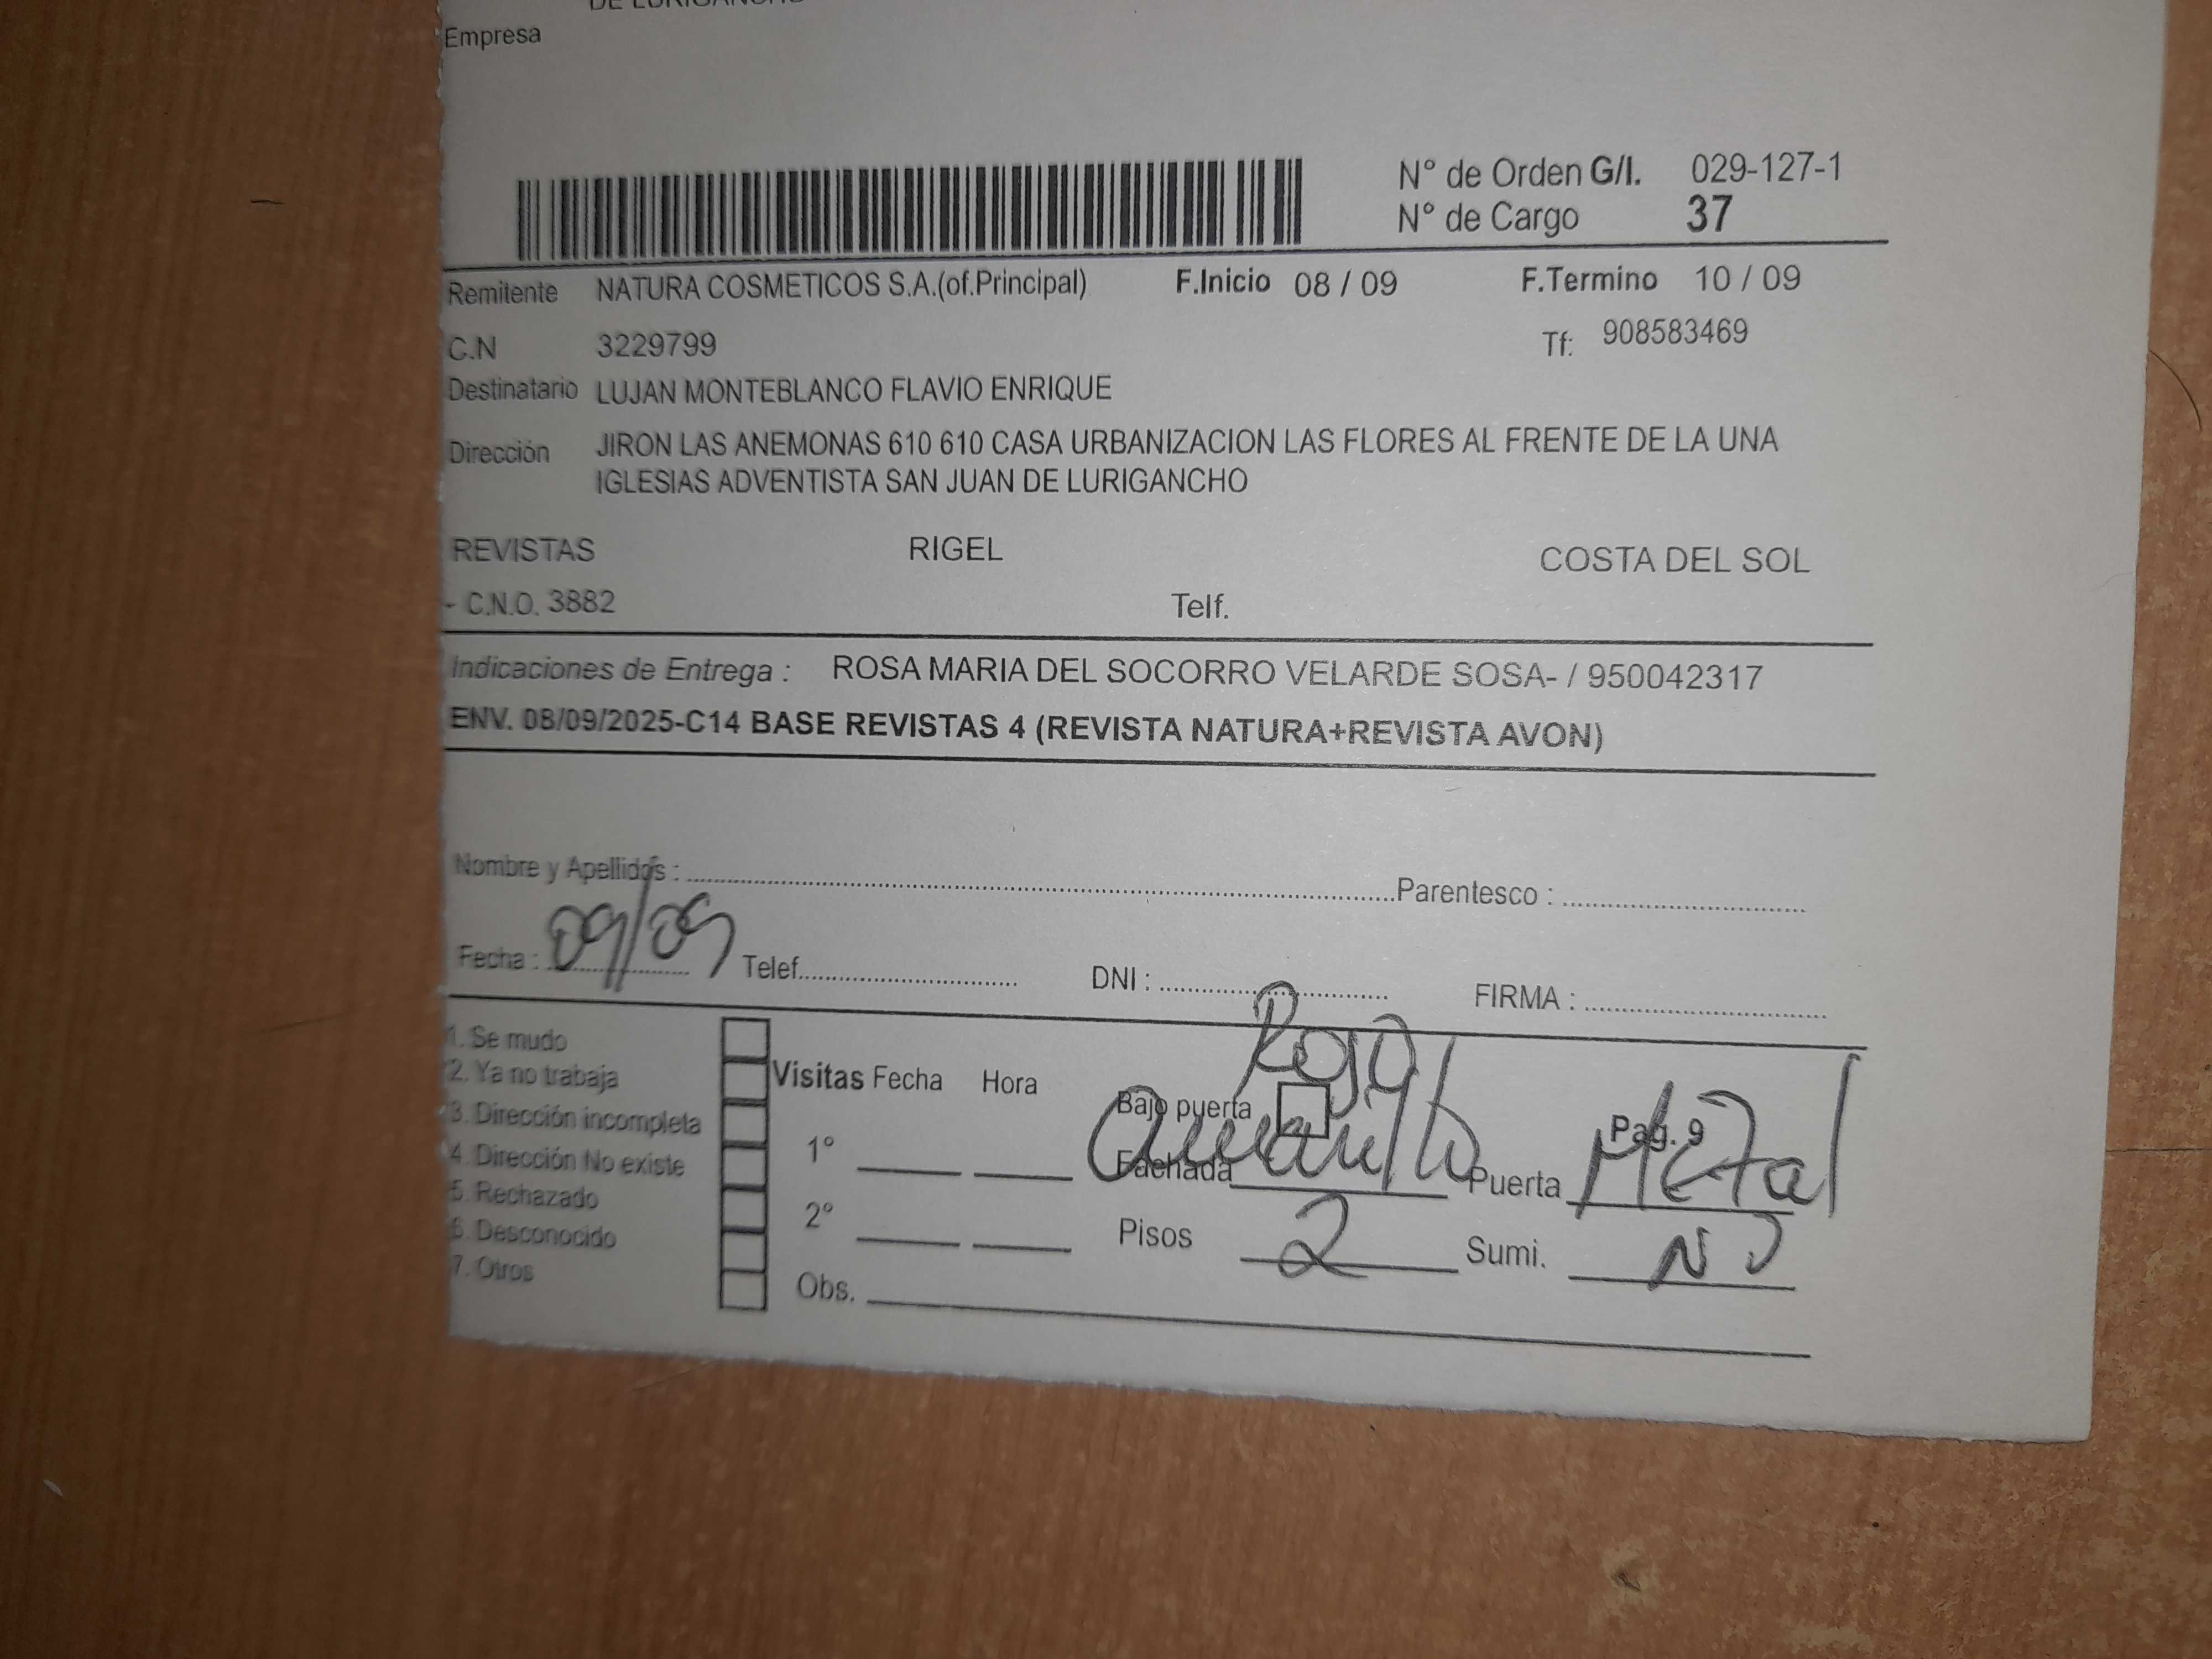 DE LURIGANCHO
Empresa
N° de Orden G/I. 029-127-1
N° de Cargo 37
Remitente NATURA COSMETICOS S.A.(of.Principal) F.Inicio 08 / 09 F.Termino 10 / 09
C.N 3229799 Tf: 908583469
Destinatario LUJAN MONTEBLANCO FLAVIO ENRIQUE
Dirección JIRON LAS ANEMONAS 610 610 CASA URBANIZACION LAS FLORES AL FRENTE DE LA UNA
IGLESIAS ADVENTISTA SAN JUAN DE LURIGANCHO
REVISTAS RIGEL COSTA DEL SOL
- C.N.O. 3882 Telf.
Indicaciones de Entrega : ROSA MARIA DEL SOCORRO VELARDE SOSA- / 950042317
ENV. 08/09/2025-C14 BASE REVISTAS 4 (REVISTA NATURA+REVISTA AVON)
Nombre y Apellidos : Parentesco :
Fecha : 09/09 Telef. DNI : FIRMA :
1. Se mudo
2. Ya no trabaja
3. Dirección incompleta
4. Dirección No existe
5. Rechazado
6. Desconocido
7. Otros
Visitas Fecha Hora
1°
2°
Obs.
Rojo
Bajo puerta Pag. 9
Fachada Amarillo Puerta Metal
Pisos 2 Sumi. NO